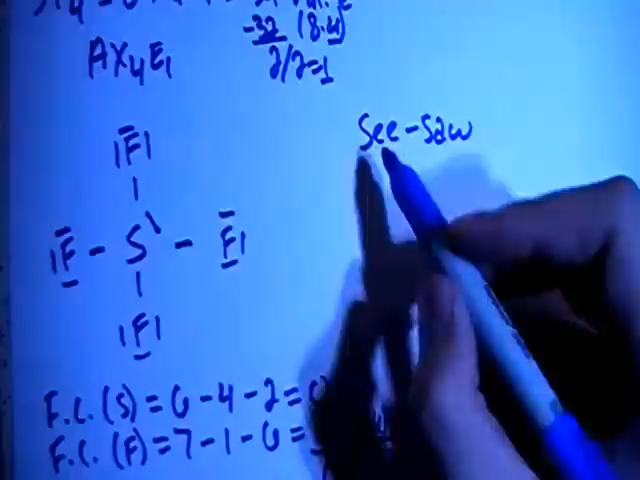 -32 (8·4)
AX₄E₁ 2/2=1
See-Saw
F
F - S - F
F
F.C.(S) = 6 - 4 - 2 = 0
F.C.(F) = 7 - 1 - 6 =